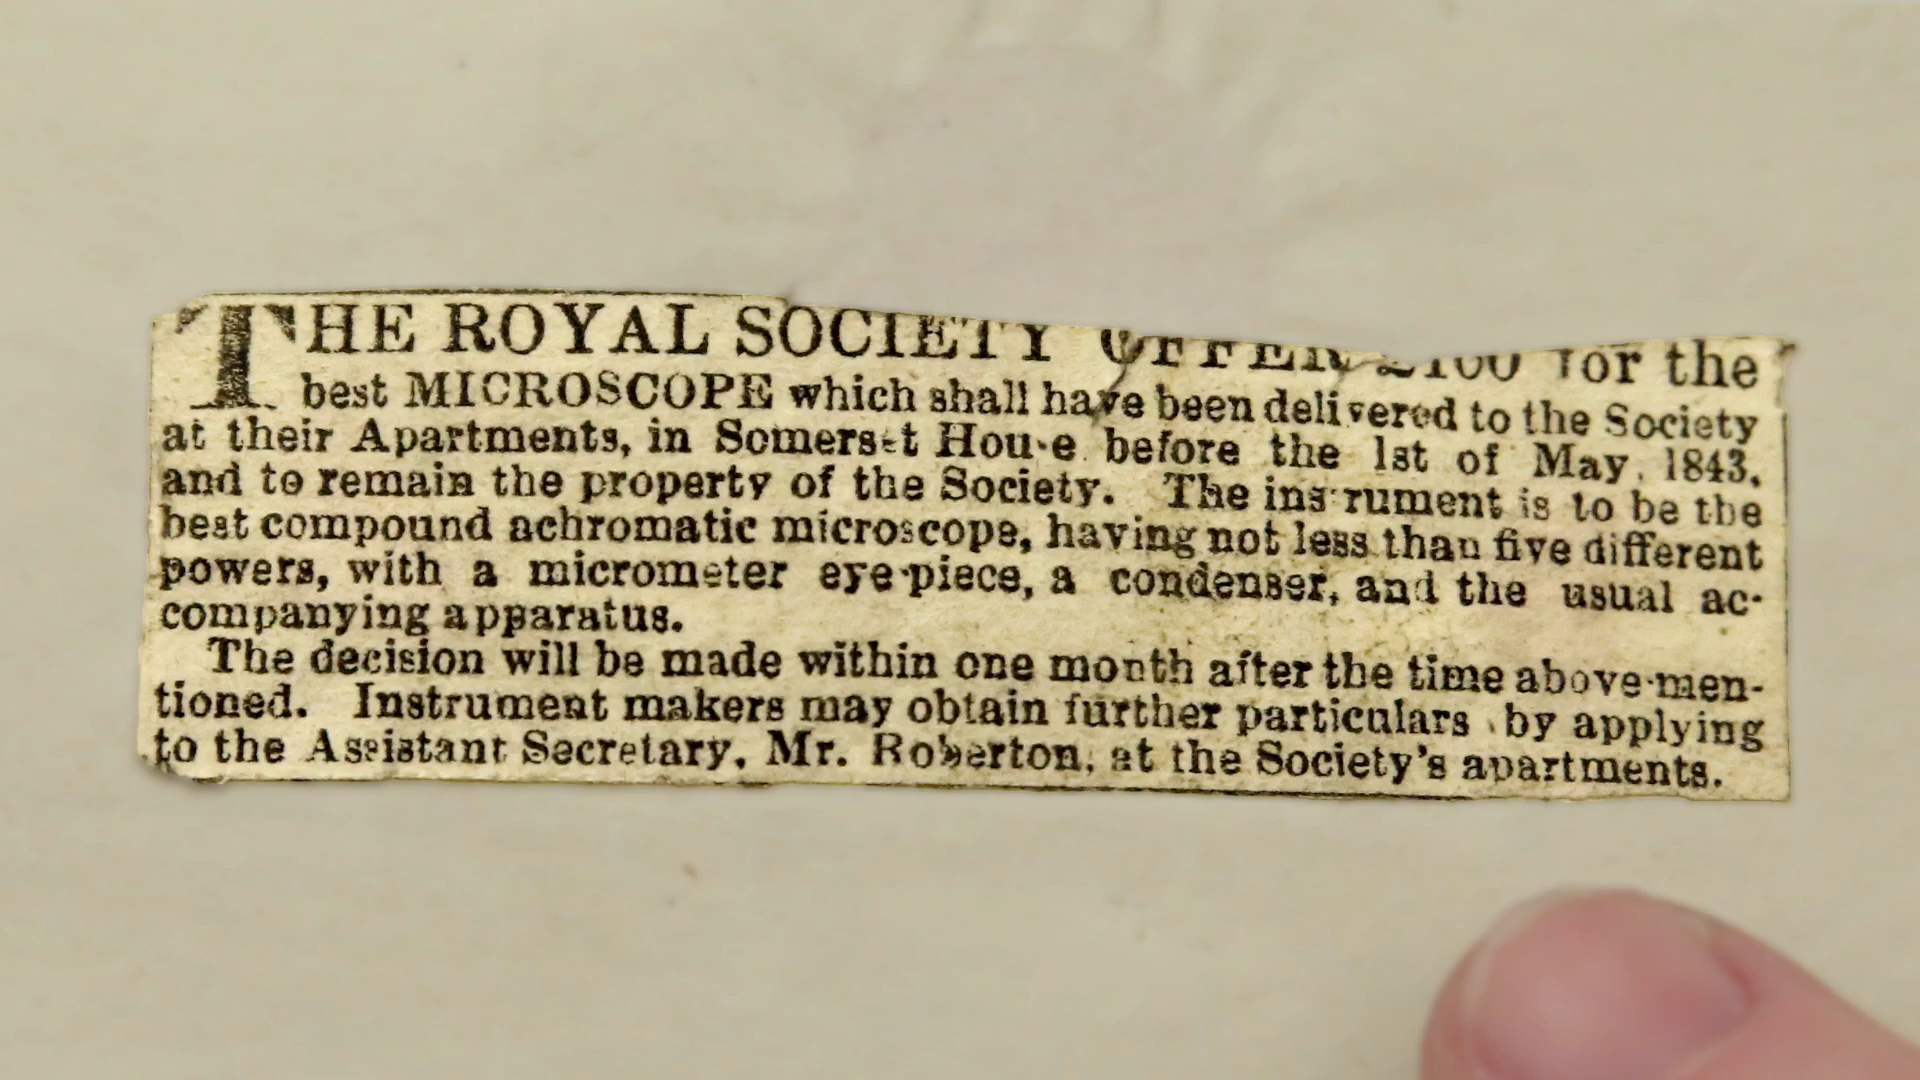 THE ROYAL SOCIETY OFFER £100 for the
best MICROSCOPE which shall have been delivered to the Society
at their Apartments, in Somerset House before the 1st of May, 1843,
and to remain the property of the Society. The instrument is to be the
best compound achromatic microscope, having not less than five different
powers, with a micrometer eye-piece, a condenser, and the usual ac-
companying apparatus.
The decision will be made within one month after the time above-men-
tioned. Instrument makers may obtain further particulars by applying
to the Assistant Secretary, Mr. Roberton, at the Society's apartments.